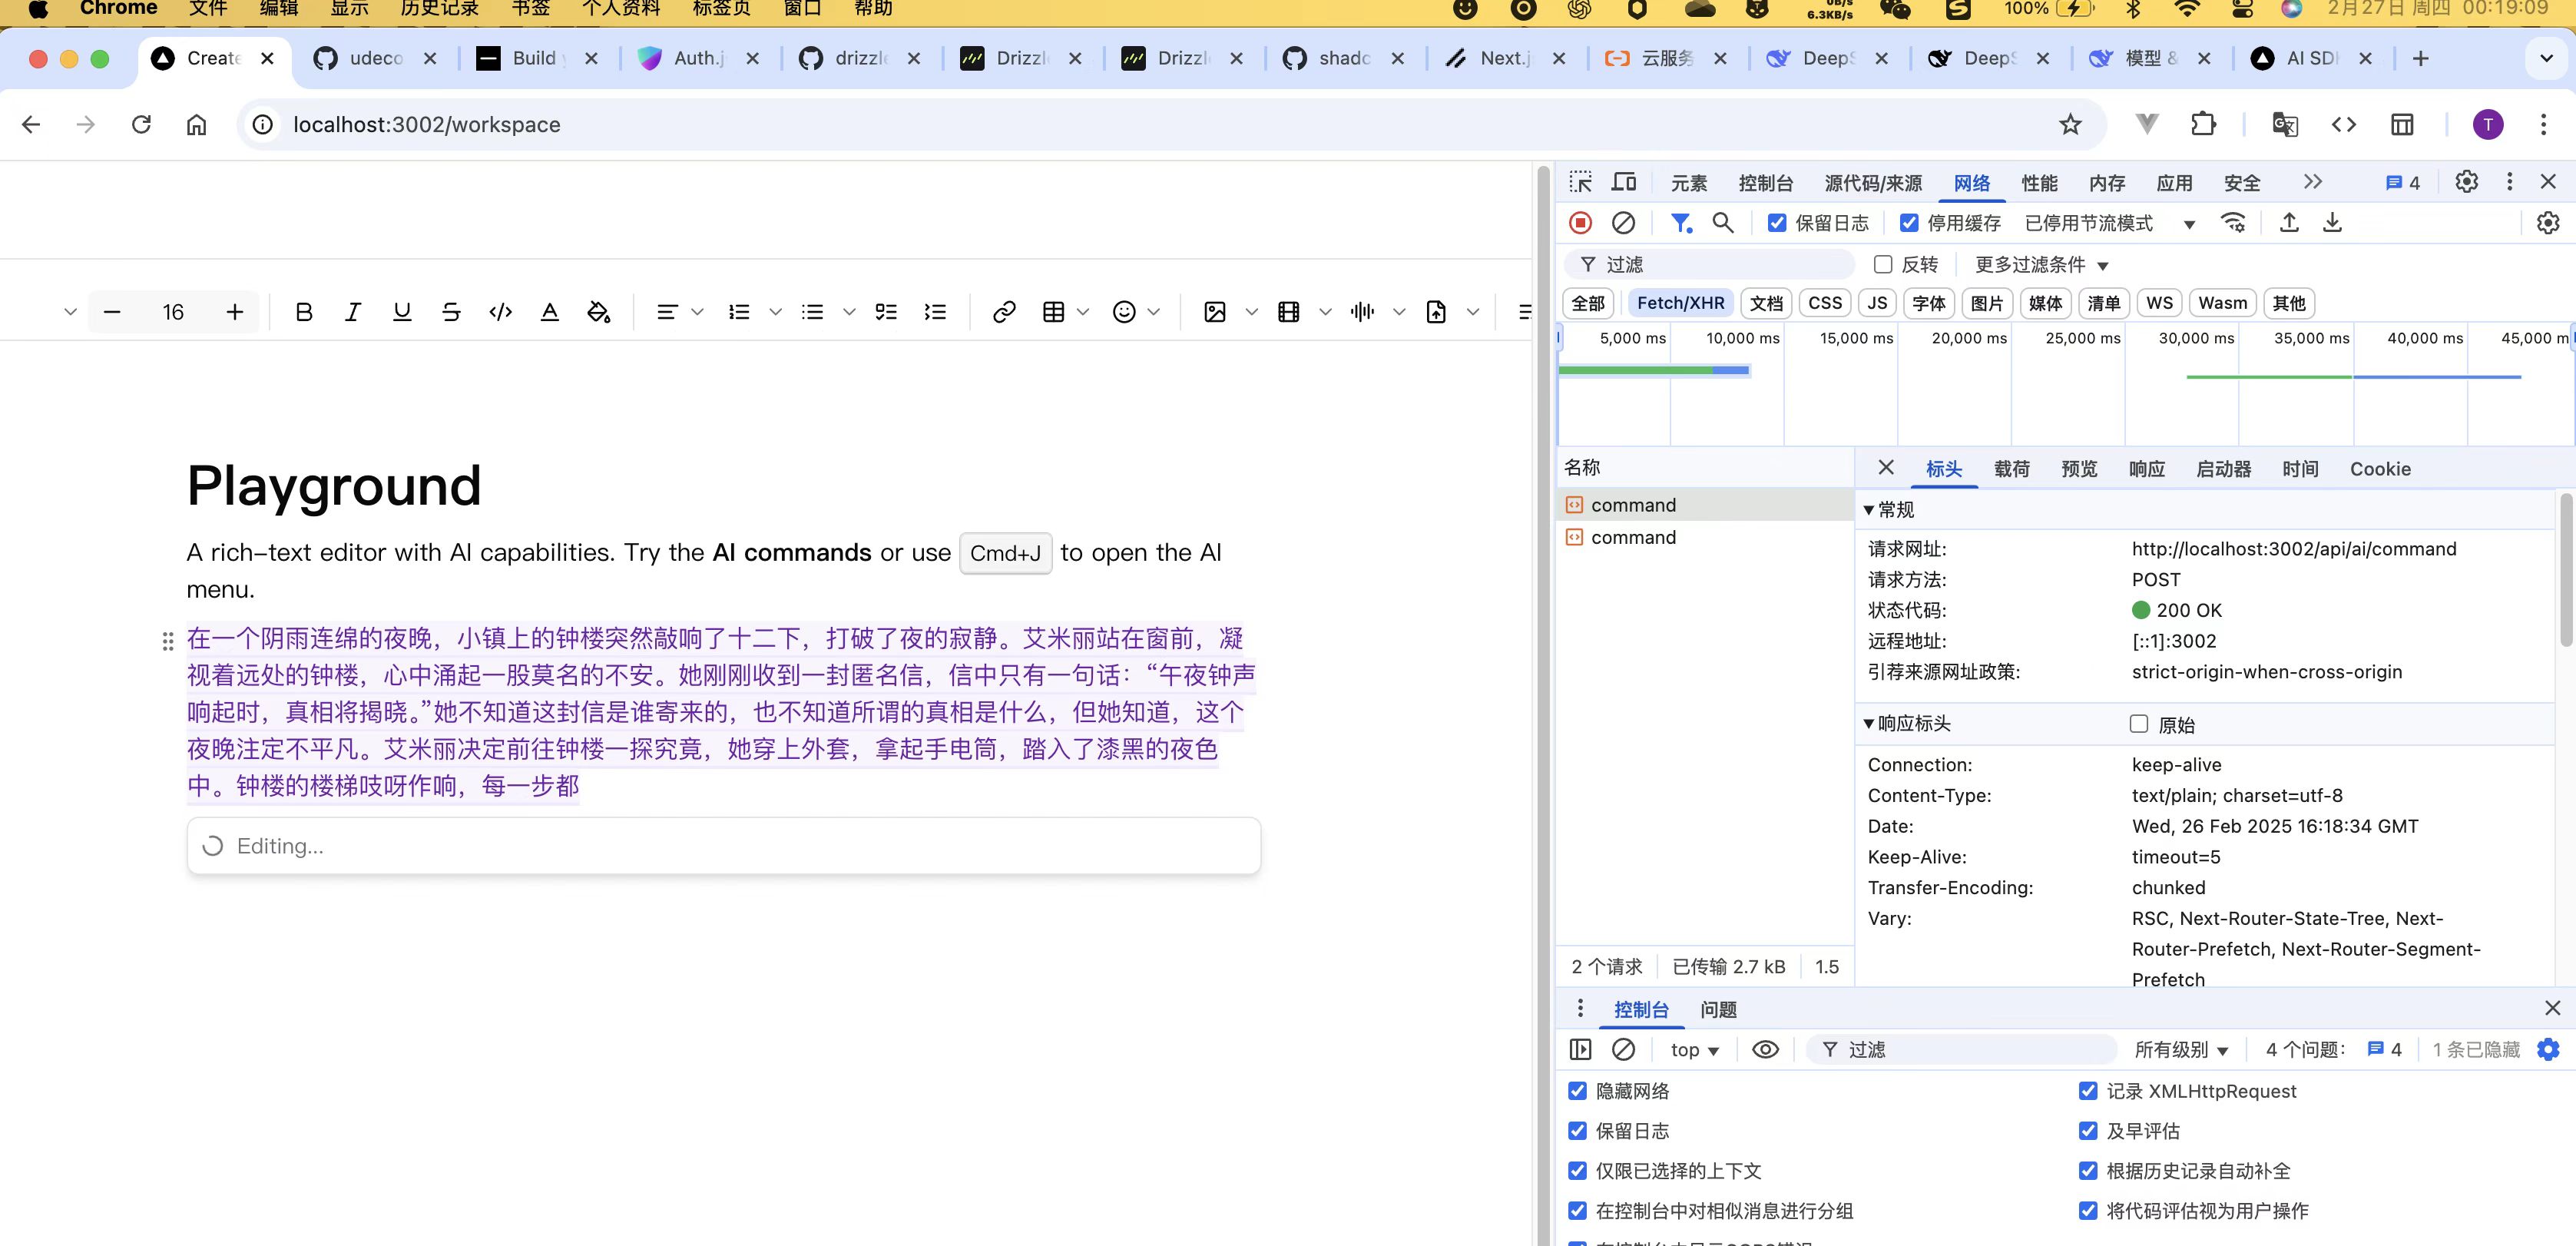 Chrome 文件 编辑 显示 历史记录 书签 个人资料 标签页 窗口 帮助 0B/s 6.3KB/s 100% 2月27日 周四 00:19:09
Create udeco Build y Auth.j drizzle Drizzl Drizzl shadc Next.j 云服务 DeepS DeepS 模型 & AI SDK
localhost:3002/workspace T
元素 控制台 源代码/来源 网络 性能 内存 应用 安全 4
保留日志 停用缓存 已停用节流模式
过滤 反转 更多过滤条件
全部 Fetch/XHR 文档 CSS JS 字体 图片 媒体 清单 WS Wasm 其他
16
5,000 ms 10,000 ms 15,000 ms 20,000 ms 25,000 ms 30,000 ms 35,000 ms 40,000 ms 45,000 m
Playground
A rich-text editor with AI capabilities. Try the AI commands or use Cmd+J to open the AI
menu.
在一个阴雨连绵的夜晚，小镇上的钟楼突然敲响了十二下，打破了夜的寂静。艾米丽站在窗前，凝
视着远处的钟楼，心中涌起一股莫名的不安。她刚刚收到一封匿名信，信中只有一句话：“午夜钟声
响起时，真相将揭晓。”她不知道这封信是谁寄来的，也不知道所谓的真相是什么，但她知道，这个
夜晚注定不平凡。艾米丽决定前往钟楼一探究竟，她穿上外套，拿起手电筒，踏入了漆黑的夜色
中。钟楼的楼梯吱呀作响，每一步都
Editing...
名称
command
command
2 个请求 已传输 2.7 kB 1.5
标头 载荷 预览 响应 启动器 时间 Cookie
常规
请求网址: http://localhost:3002/api/ai/command
请求方法: POST
状态代码: 200 OK
远程地址: [::1]:3002
引荐来源网址政策: strict-origin-when-cross-origin
响应标头 原始
Connection: keep-alive
Content-Type: text/plain; charset=utf-8
Date: Wed, 26 Feb 2025 16:18:34 GMT
Keep-Alive: timeout=5
Transfer-Encoding: chunked
Vary: RSC, Next-Router-State-Tree, Next-
Router-Prefetch, Next-Router-Segment-
Prefetch
控制台 问题
top 过滤 所有级别 4 个问题: 4 1 条已隐藏
隐藏网络 记录 XMLHttpRequest
保留日志 及早评估
仅限已选择的上下文 根据历史记录自动补全
在控制台中对相似消息进行分组 将代码评估视为用户操作